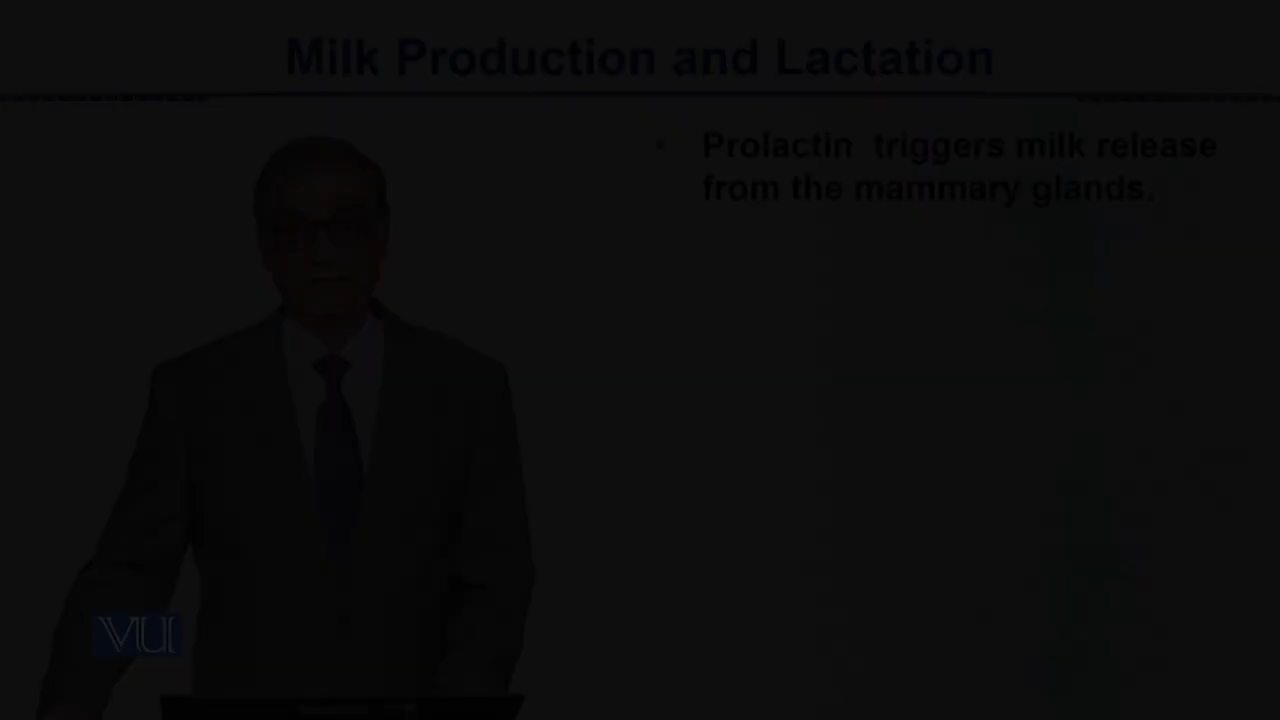 Milk Production and Lactation
• Prolactin triggers milk release
from the mammary glands.
VU